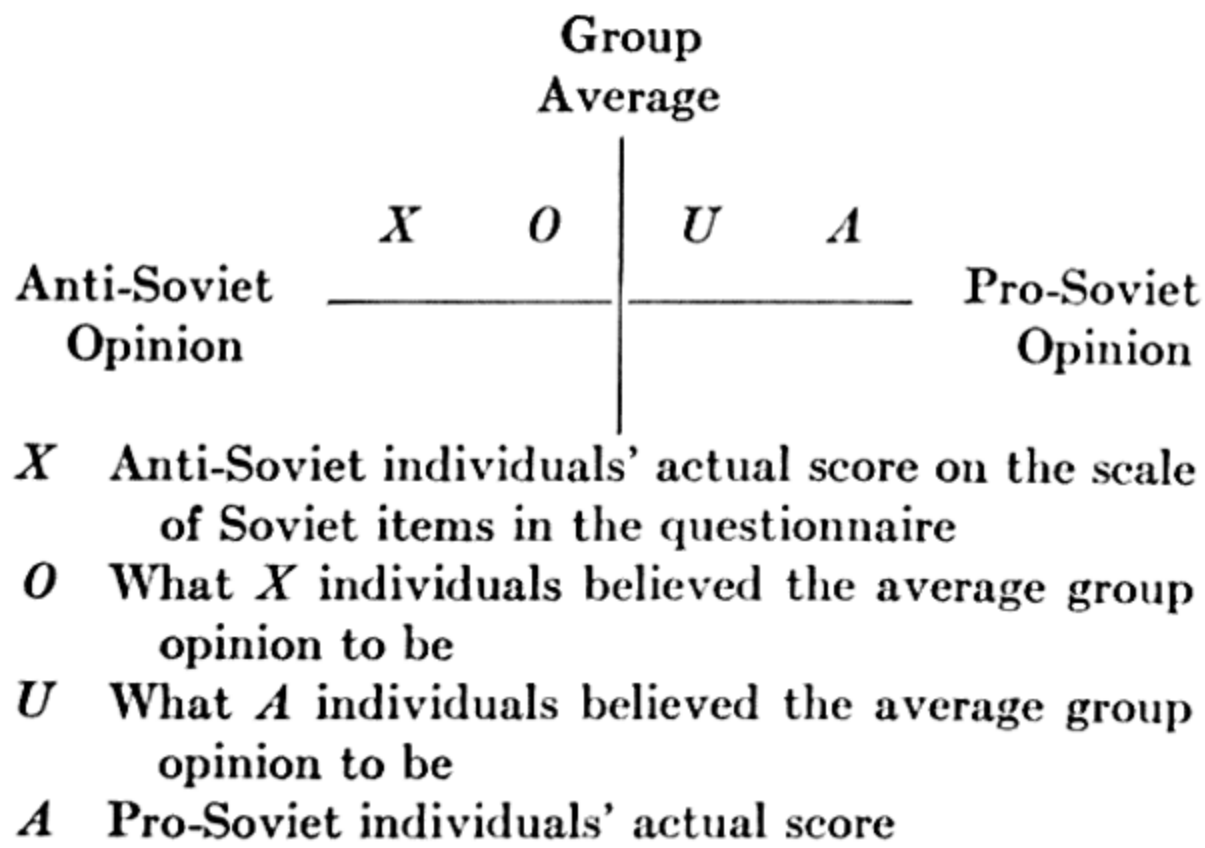 Group
Average
X O U A
Anti-Soviet
Opinion
Pro-Soviet
Opinion
X Anti-Soviet individuals’ actual score on the scale
of Soviet items in the questionnaire
O What X individuals believed the average group
opinion to be
U What A individuals believed the average group
opinion to be
A Pro-Soviet individuals’ actual score